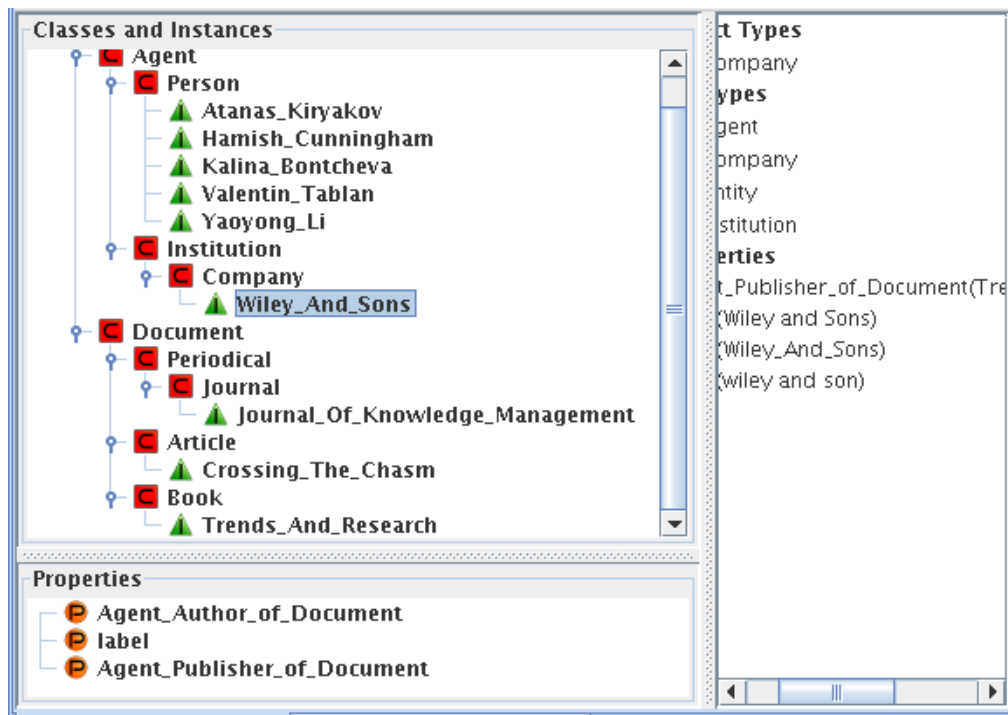 Classes and Instances
Agent
Person
Atanas_Kiryakov
Hamish_Cunningham
Kalina_Bontcheva
Valentin_Tablan
Yaoyong_Li
Institution
Company
Wiley_And_Sons
Document
Periodical
Journal
Journal_Of_Knowledge_Management
Article
Crossing_The_Chasm
Book
Trends_And_Research
Properties
Agent_Author_of_Document
label
Agent_Publisher_of_Document
ct Types
ompany
ypes
gent
ompany
ntity
stitution
erties
t_Publisher_of_Document(Tre
(Wiley and Sons)
(Wiley_And_Sons)
(wiley and son)